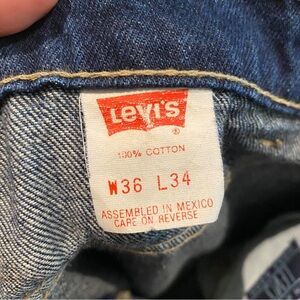 Levi's
®
100% COTTON
W36 L34
ASSEMBLED IN MEXICO
CARE ON REVERSE